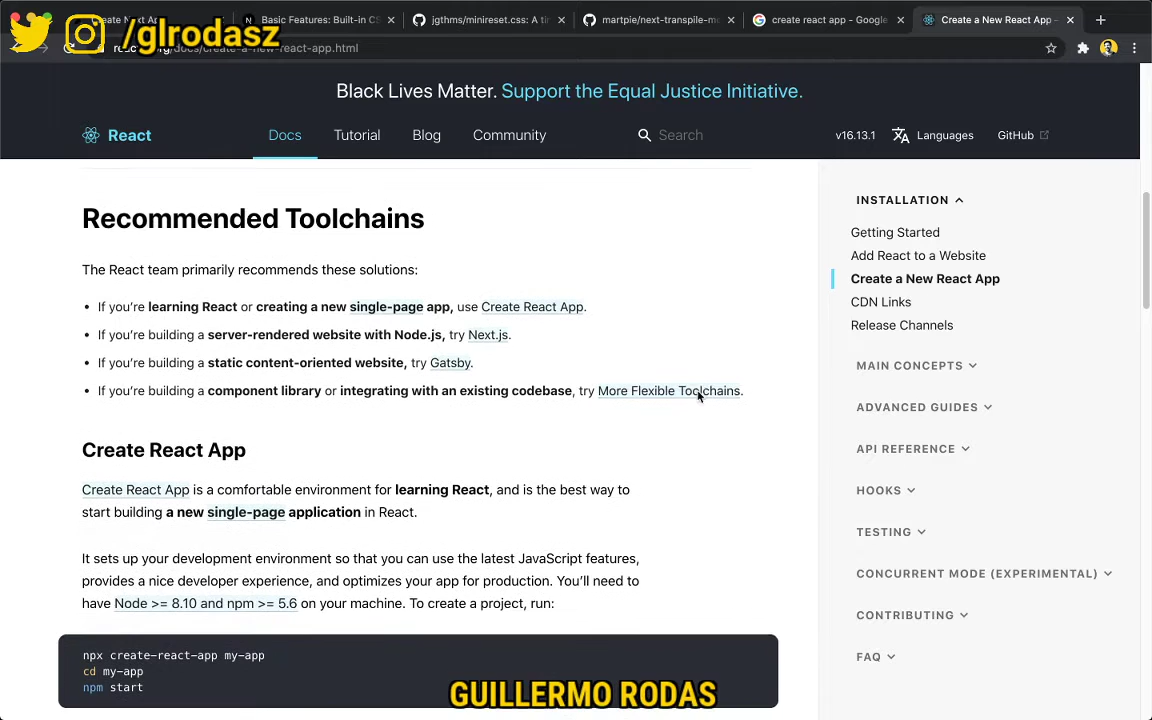 Create Next App
Basic Features: Built-in CS
jgthms/minireset.css: A ti
martpie/next-transpile-m
create react app - Google
Create a New React App -
/glrodasz
/docs/create-a-new-react-app.html
Black Lives Matter. Support the Equal Justice Initiative.
React
Docs
Tutorial
Blog
Community
Search
v16.13.1
Languages
GitHub
Recommended Toolchains
The React team primarily recommends these solutions:
• If you’re learning React or creating a new single-page app, use Create React App.
• If you’re building a server-rendered website with Node.js, try Next.js.
• If you’re building a static content-oriented website, try Gatsby.
• If you’re building a component library or integrating with an existing codebase, try More Flexible Toolchains.
Create React App
Create React App is a comfortable environment for learning React, and is the best way to
start building a new single-page application in React.
It sets up your development environment so that you can use the latest JavaScript features,
provides a nice developer experience, and optimizes your app for production. You’ll need to
have Node >= 8.10 and npm >= 5.6 on your machine. To create a project, run:
npx create-react-app my-app
cd my-app
npm start
INSTALLATION
Getting Started
Add React to a Website
Create a New React App
CDN Links
Release Channels
MAIN CONCEPTS
ADVANCED GUIDES
API REFERENCE
HOOKS
TESTING
CONCURRENT MODE (EXPERIMENTAL)
CONTRIBUTING
FAQ
GUILLERMO RODAS